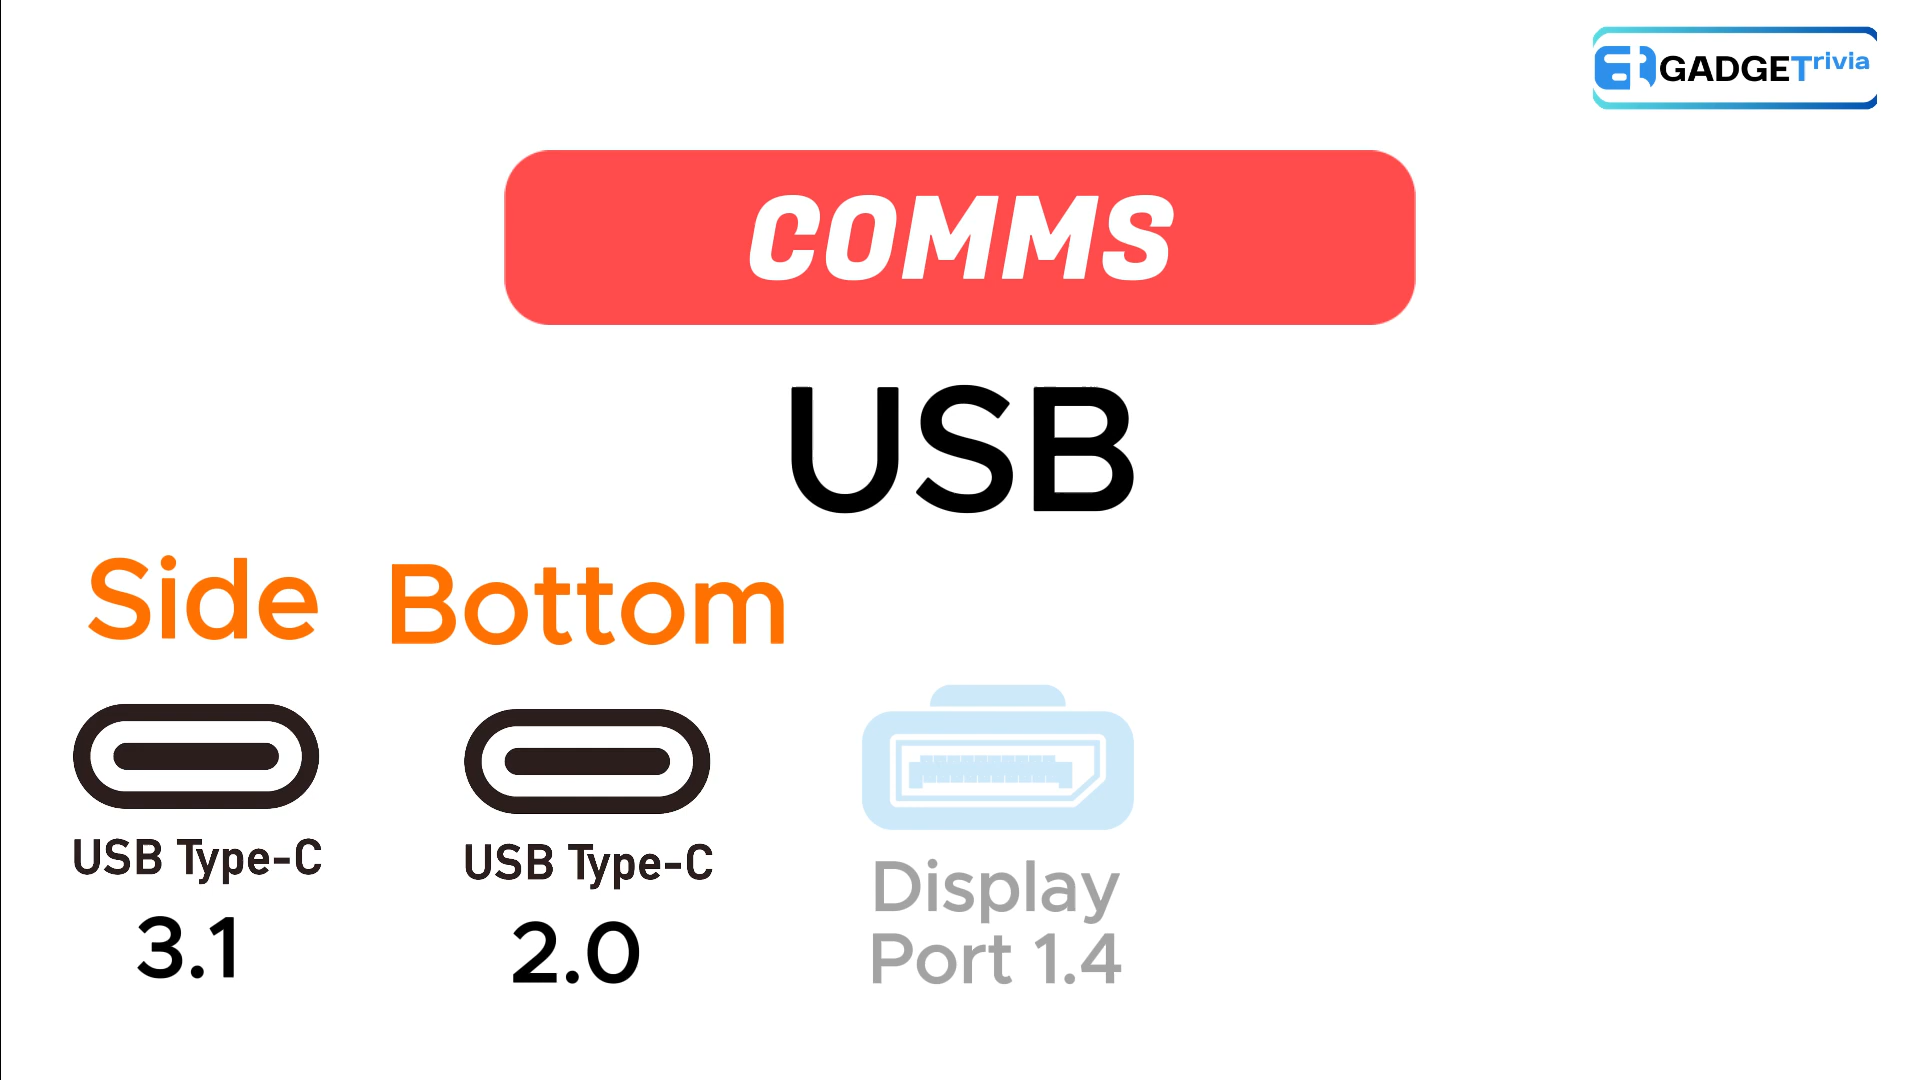 GADGETrivia
COMMS
USB
Side Bottom
USB Type-C
3.1
USB Type-C
2.0
Display
Port 1.4